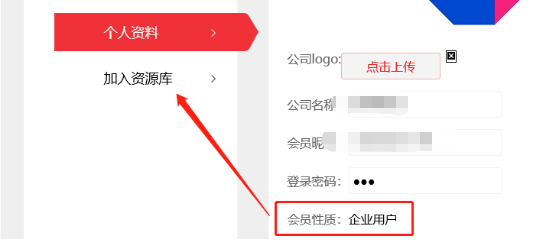 个人资料 >
加入资源库 >
公司logo:
点击上传
公司名称
会员昵
登录密码： ●●●
会员性质：企业用户